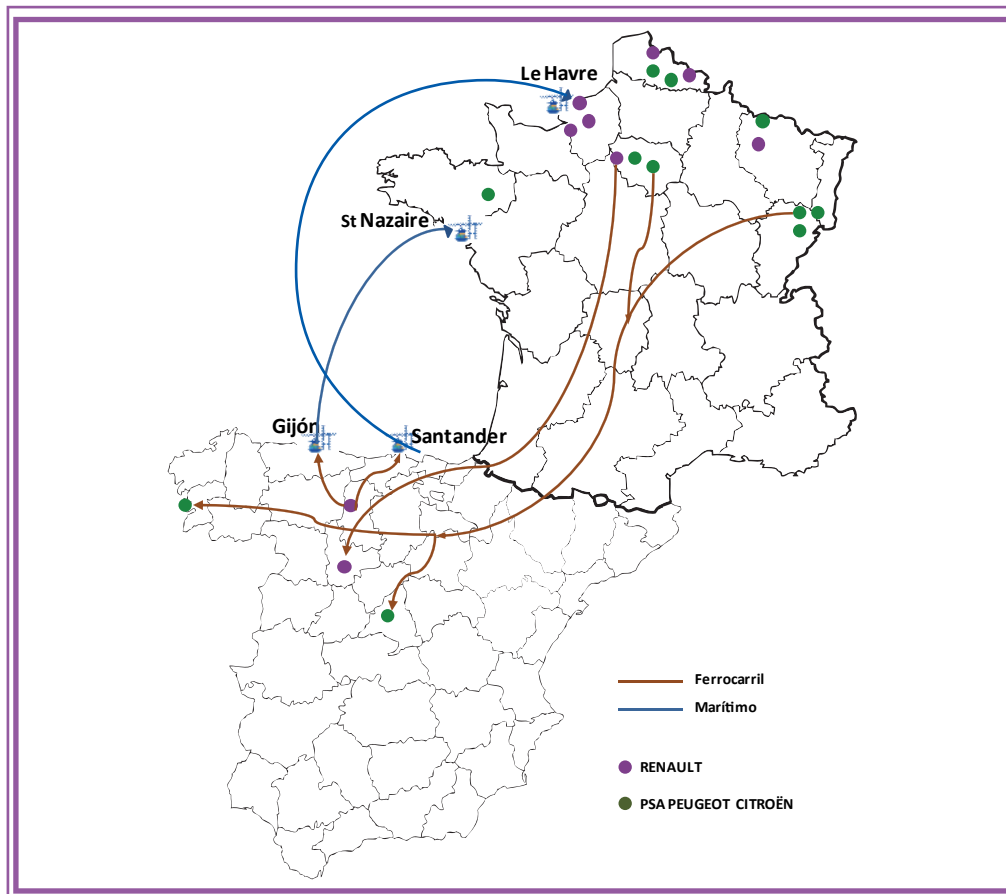 Le Havre
St Nazaire
Gijón
Santander
Ferrocarril
Marítimo
RENAULT
PSA PEUGEOT CITROËN